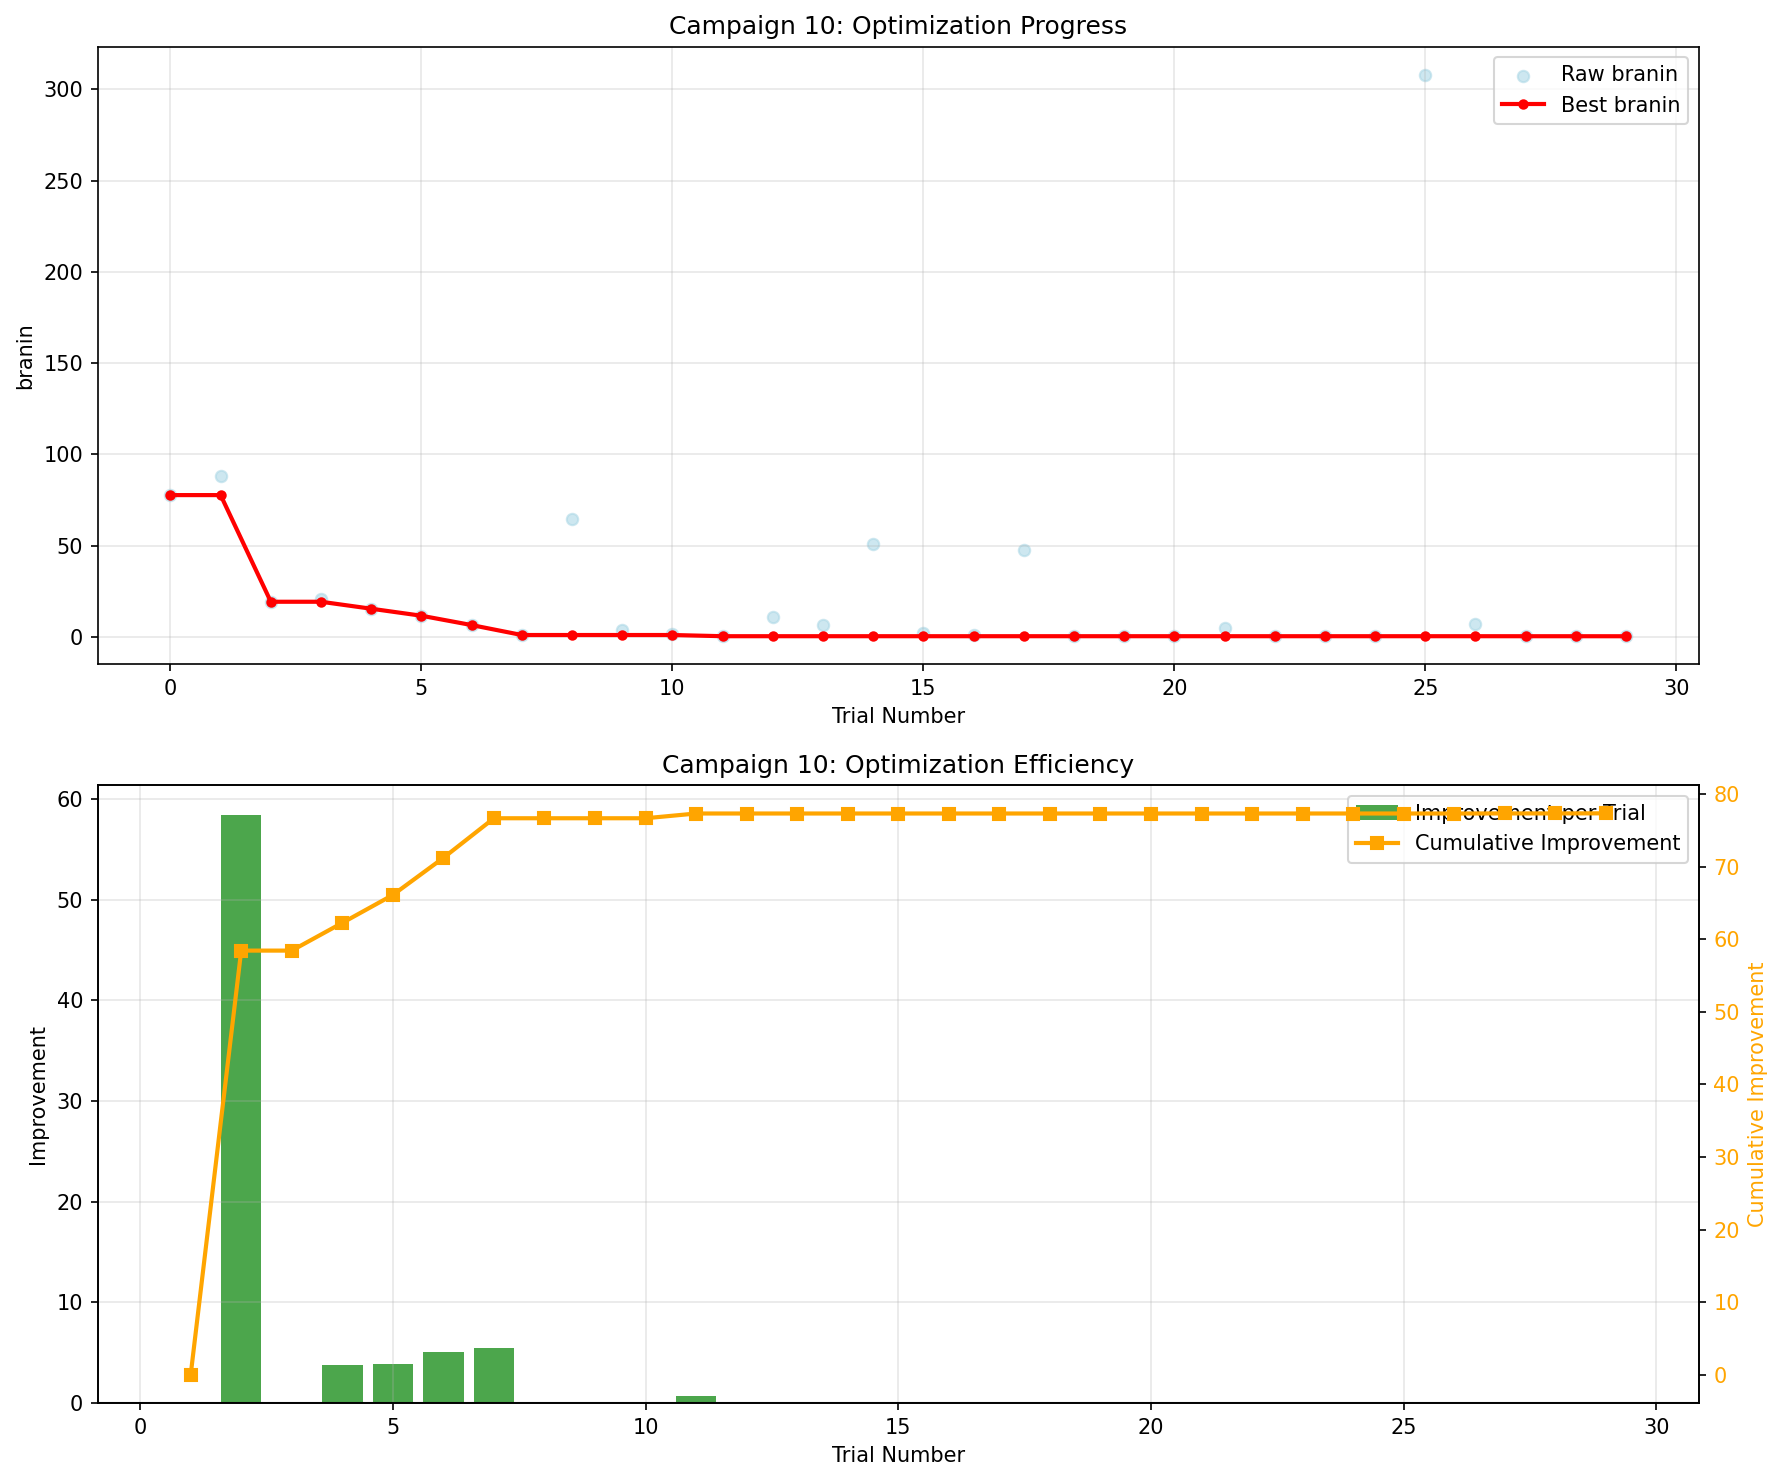 Campaign 10: Optimization Progress
300
250
200
150
100
50
0
branin
Raw branin
Best branin
0 5 10 15 20 25 30
Trial Number
Campaign 10: Optimization Efficiency
60
50
40
30
20
10
0
Improvement
Improvement per Trial
Cumulative Improvement
80
70
60
50
40
30
20
10
0
Cumulative Improvement
0 5 10 15 20 25 30
Trial Number